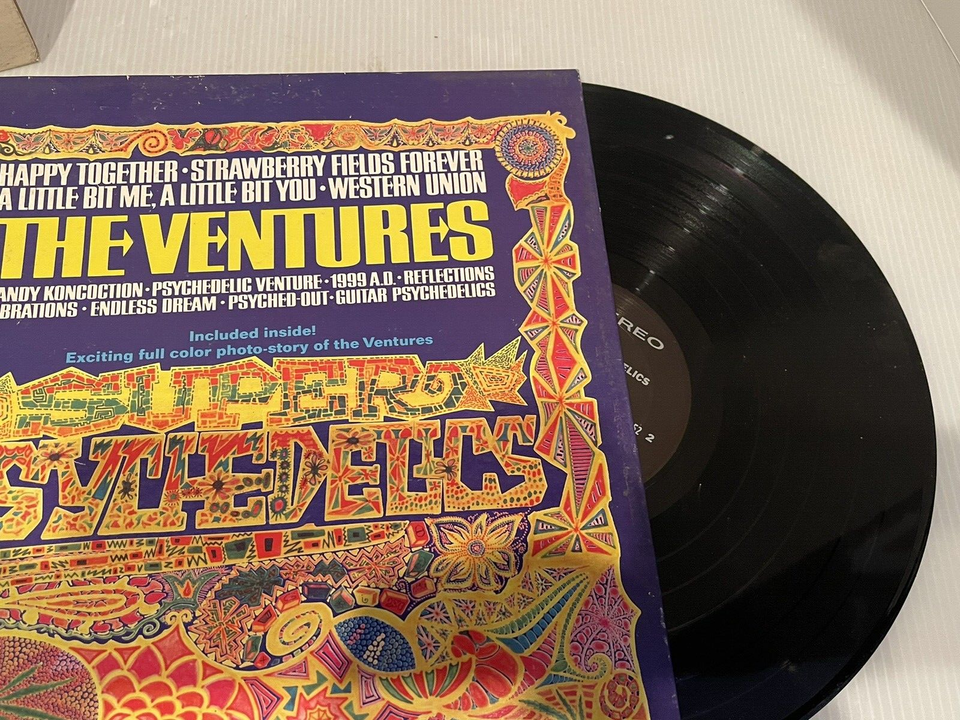 HAPPY TOGETHER · STRAWBERRY FIELDS FOREVER
A LITTLE BIT ME, A LITTLE BIT YOU · WESTERN UNION
THE VENTURES
ANDY KONCOCTION · PSYCHEDELIC VENTURE · 1999 A.D. · REFLECTIONS
BRATIONS · ENDLESS DREAM · PSYCHED-OUT · GUITAR PSYCHEDELICS
Included inside!
Exciting full color photo-story of the Ventures
SUPER
SYCHEDELICS
REO
ELICS
2